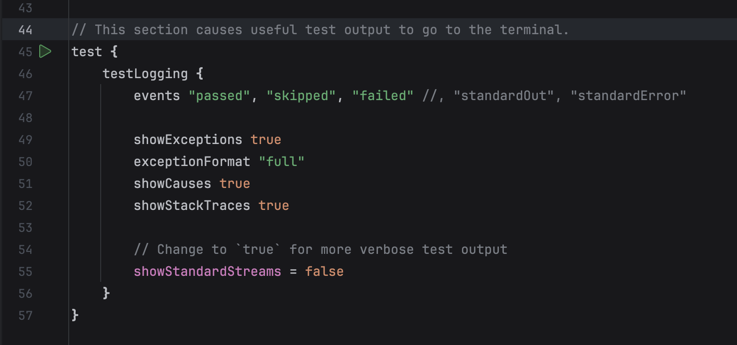 43
44 // This section causes useful test output to go to the terminal.
45 test {
46     testLogging {
47         events "passed", "skipped", "failed" //, "standardOut", "standardError"
48
49         showExceptions true
50         exceptionFormat "full"
51         showCauses true
52         showStackTraces true
53
54         // Change to `true` for more verbose test output
55         showStandardStreams = false
56     }
57 }